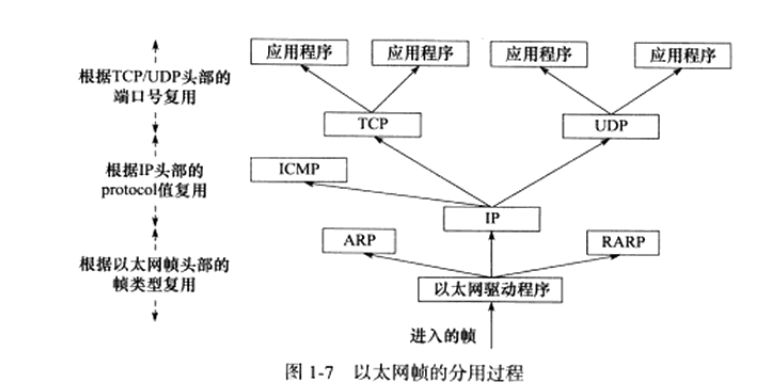 应用程序 应用程序 应用程序 应用程序
根据TCP/UDP头部的
端口号复用
TCP UDP
根据IP头部的
protocol值复用
ICMP
IP
ARP RARP
根据以太网帧头部的
帧类型复用
以太网驱动程序
进入的帧
图 1-7 以太网帧的分用过程